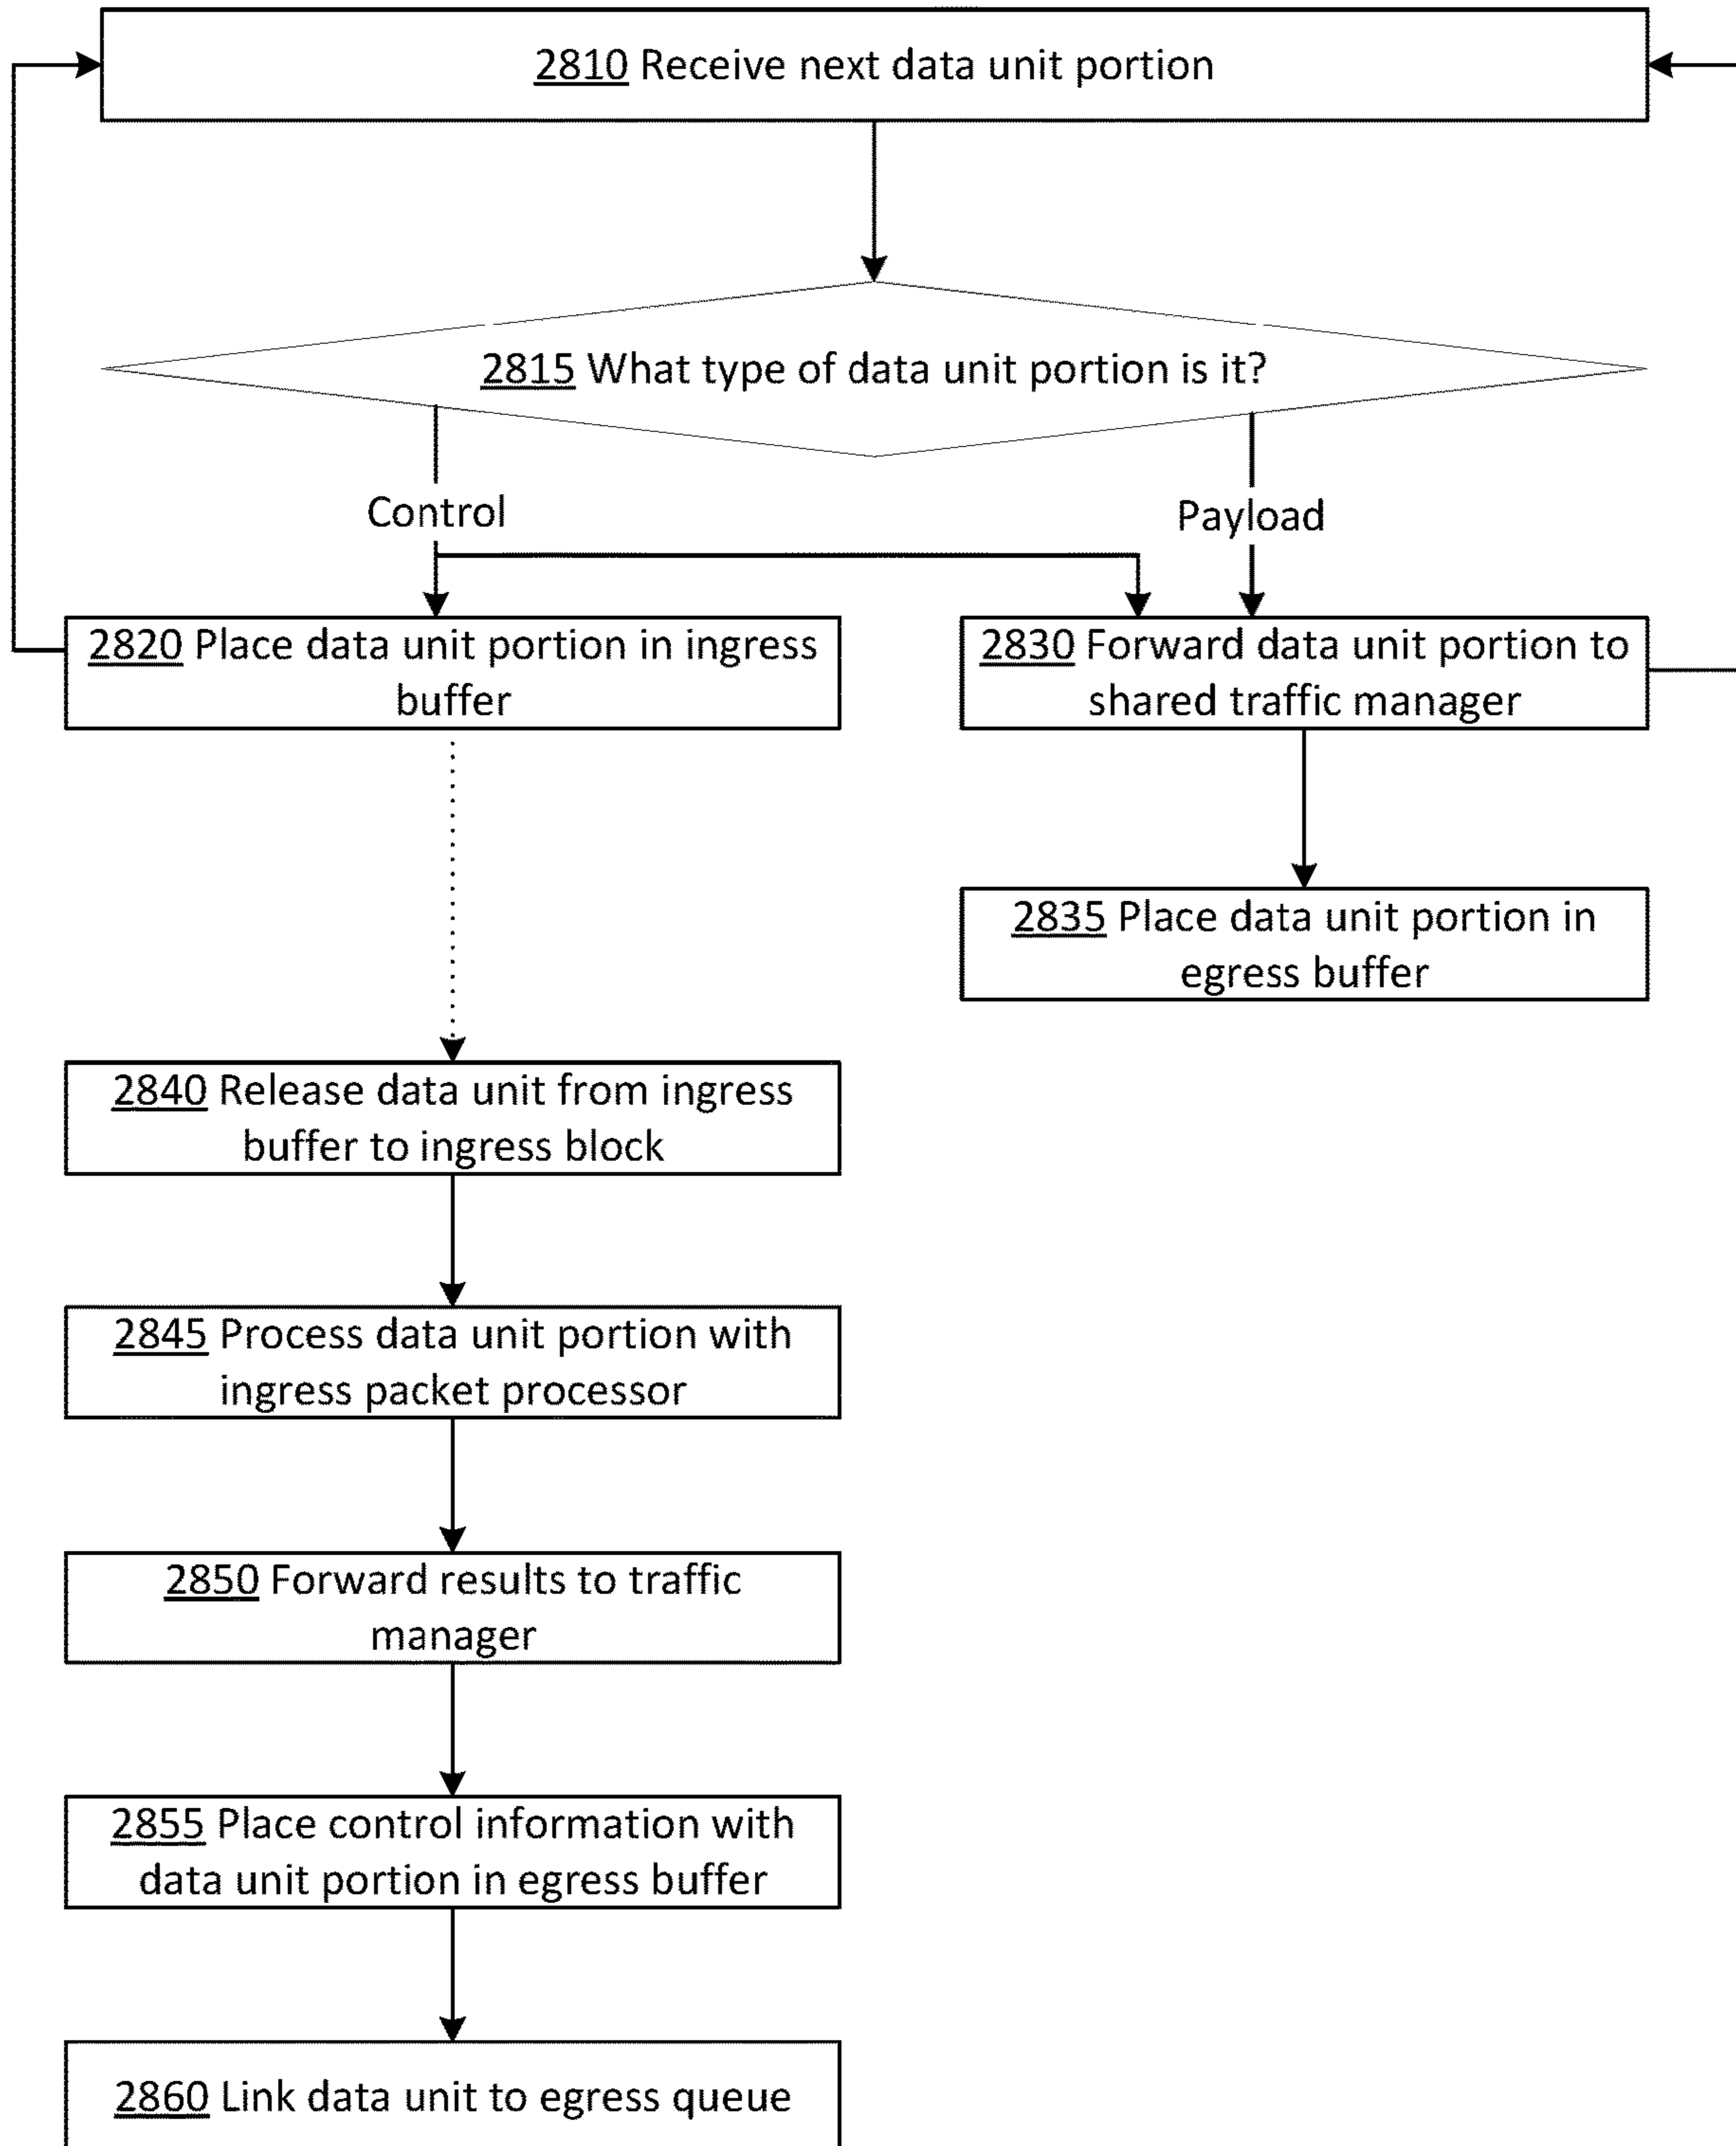 2810 Receive next data unit portion
2815 What type of data unit portion is it?
Control
Payload
2820 Place data unit portion in ingress
buffer
2830 Forward data unit portion to
shared traffic manager
2835 Place data unit portion in
egress buffer
2840 Release data unit from ingress
buffer to ingress block
2845 Process data unit portion with
ingress packet processor
2850 Forward results to traffic
manager
2855 Place control information with
data unit portion in egress buffer
2860 Link data unit to egress queue